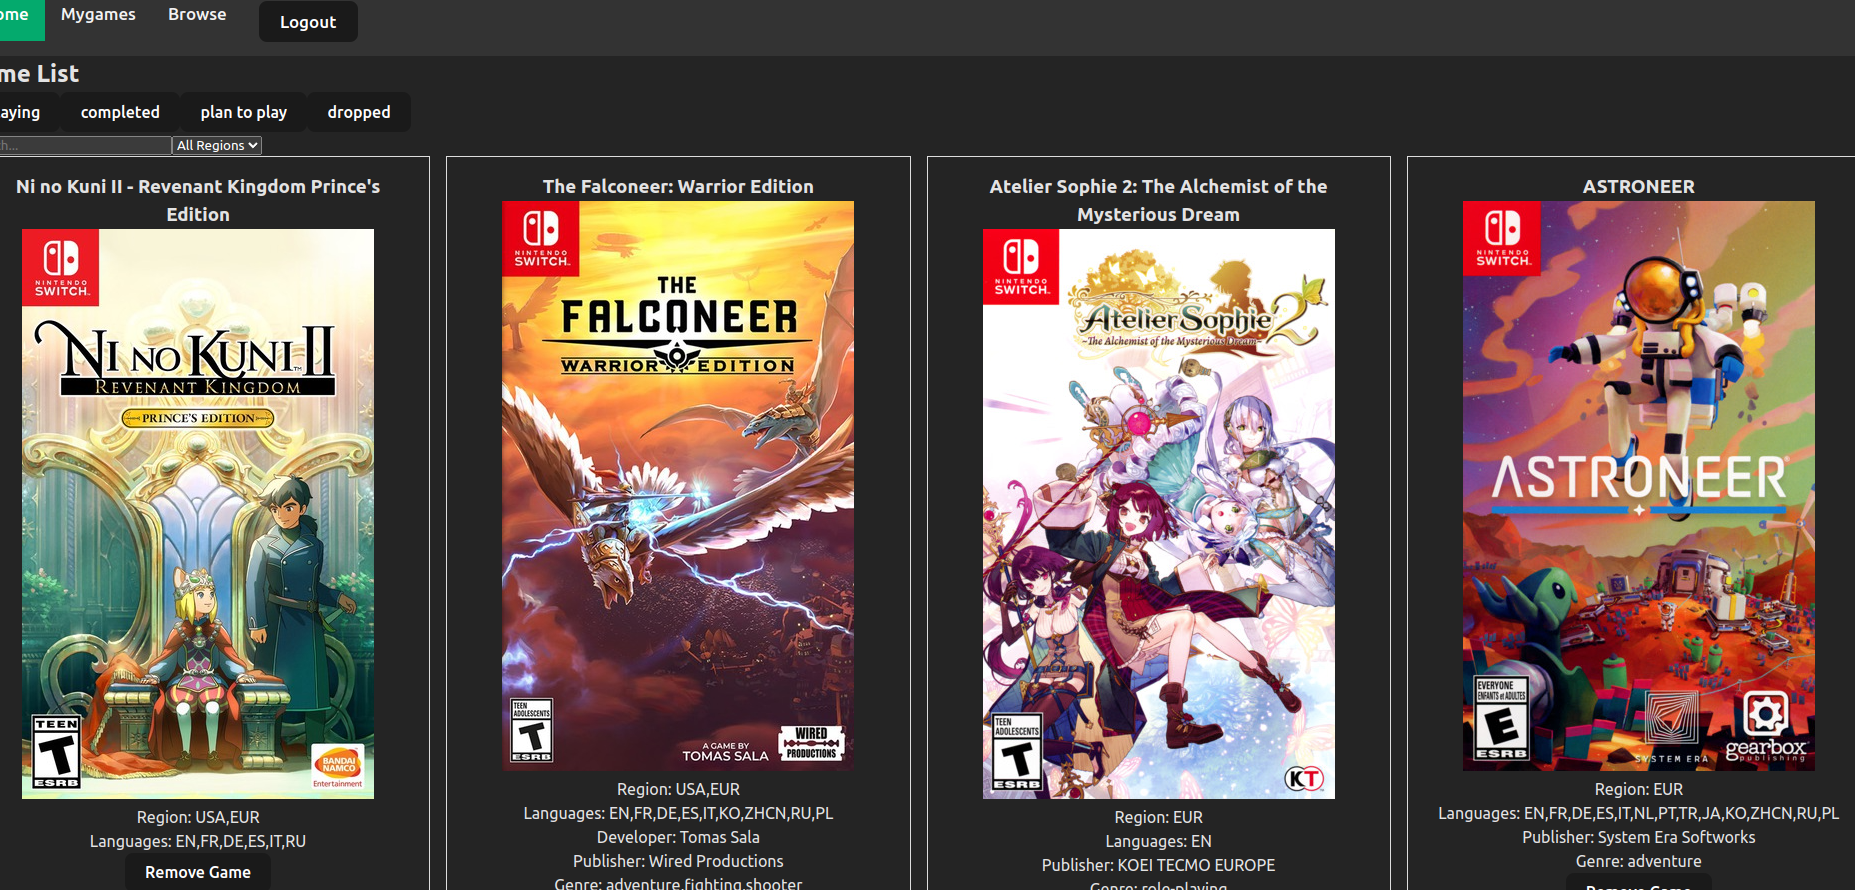 ome
Mygames
Browse
Logout
me List
aying
completed
plan to play
dropped
h...
All Regions
Ni no Kuni II - Revenant Kingdom Prince's
Edition
NINTENDO
SWITCH™
NI NO KUNI™ II
REVENANT KINGDOM
PRINCE'S EDITION
TEEN
T
ESRB
BANDAI
NAMCO
Entertainment
Region: USA,EUR
Languages: EN,FR,DE,ES,IT,RU
Remove Game
The Falconeer: Warrior Edition
NINTENDO
SWITCH™
THE
FALCONEER
WARRIOR EDITION
TEEN
ADOLESCENTS
T
ESRB
A GAME BY
TOMAS SALA
WIRED
PRODUCTIONS
Region: USA,EUR
Languages: EN,FR,DE,ES,IT,KO,ZHCN,RU,PL
Developer: Tomas Sala
Publisher: Wired Productions
Genre: adventure,fighting,shooter
Atelier Sophie 2: The Alchemist of the
Mysterious Dream
NINTENDO
SWITCH™
Atelier Sophie 2
~The Alchemist of the Mysterious Dream~
TEEN
ADOLESCENTS
T
ESRB
KT
Region: EUR
Languages: EN
Publisher: KOEI TECMO EUROPE
Genre: role-playing
ASTRONEER
NINTENDO
SWITCH™
ASTRONEER
EVERYONE
ENFANTS et ADULTES
E
ESRB
SYSTEM ERA
gearbox
publishing
Region: EUR
Languages: EN,FR,DE,ES,IT,NL,PT,TR,JA,KO,ZHCN,RU,PL
Publisher: System Era Softworks
Genre: adventure
Remove Game